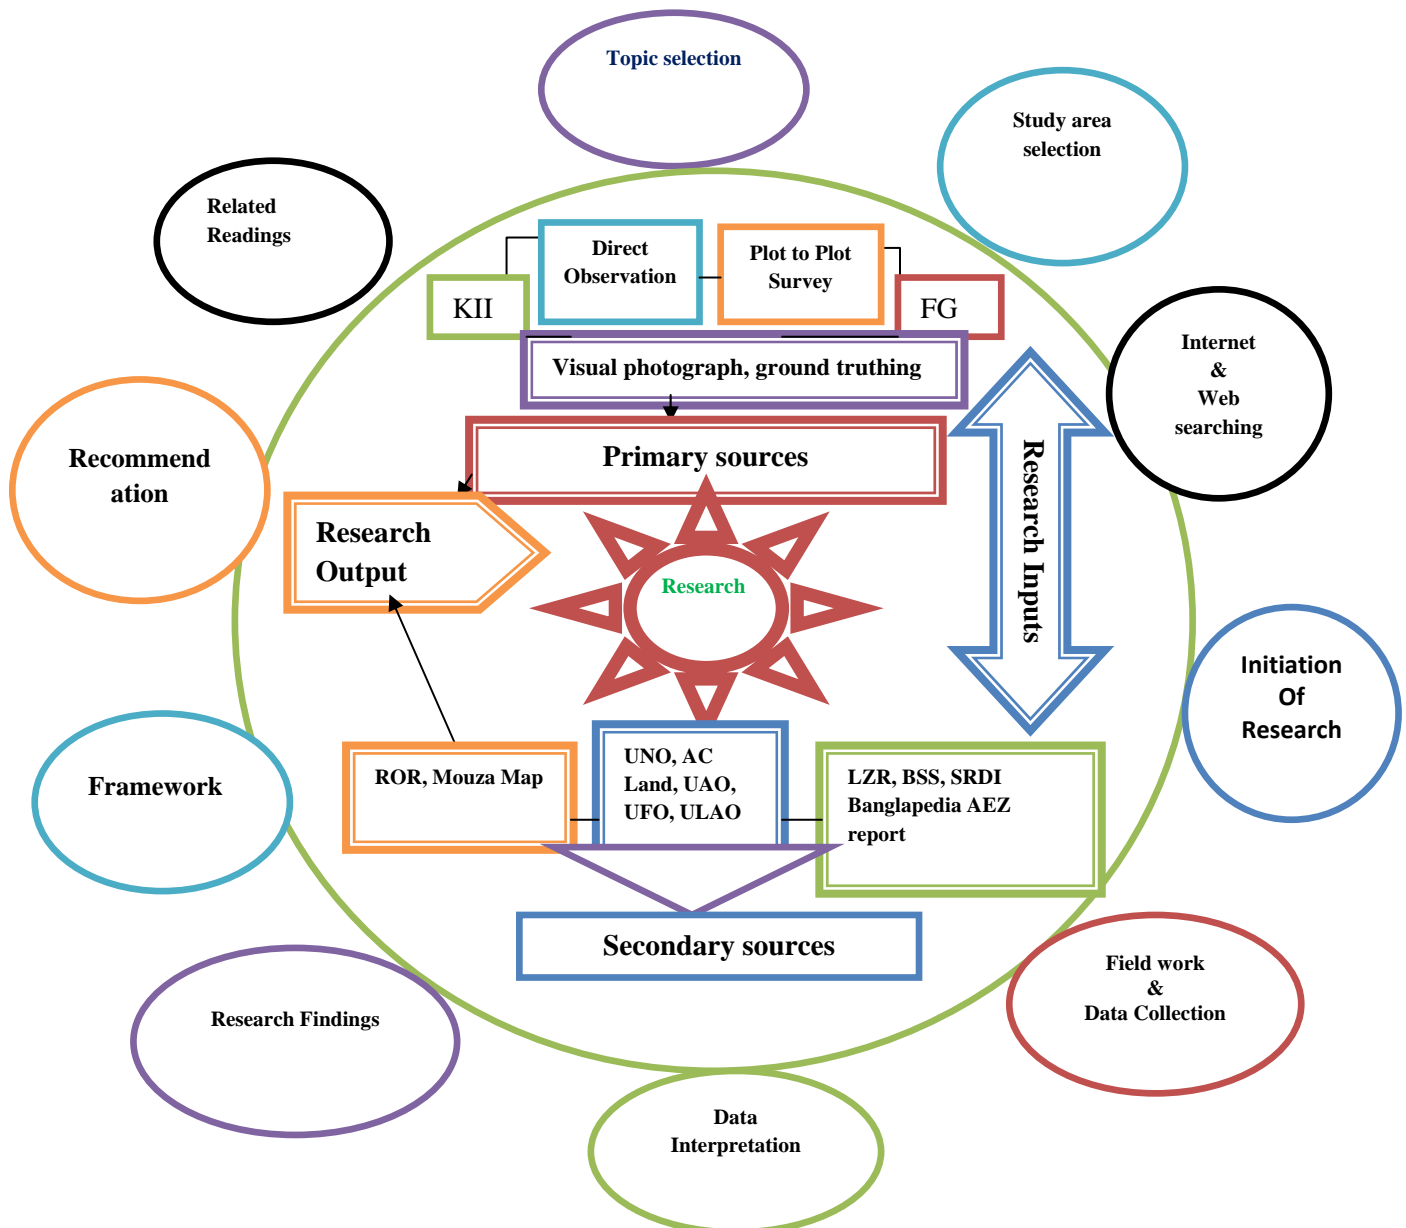 Topic selection
Study area
selection
Related
Readings
Direct
Observation
Plot to Plot
Survey
KII
FG
Internet
&
Web
searching
Visual photograph, ground truthing
Primary sources
Recommend
ation
Research Inputs
Research
Output
Research
Initiation
Of
Research
Framework
ROR, Mouza Map
UNO, AC
Land, UAO,
UFO, ULAO
LZR, BSS, SRDI
Banglapedia AEZ
report
Secondary sources
Field work
&
Data Collection
Research Findings
Data
Interpretation